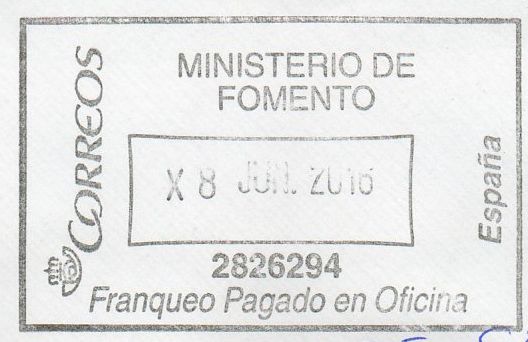 CORREOS
MINISTERIO DE
FOMENTO
X 8 JUN. 2016
España
2826294
Franqueo Pagado en Oficina